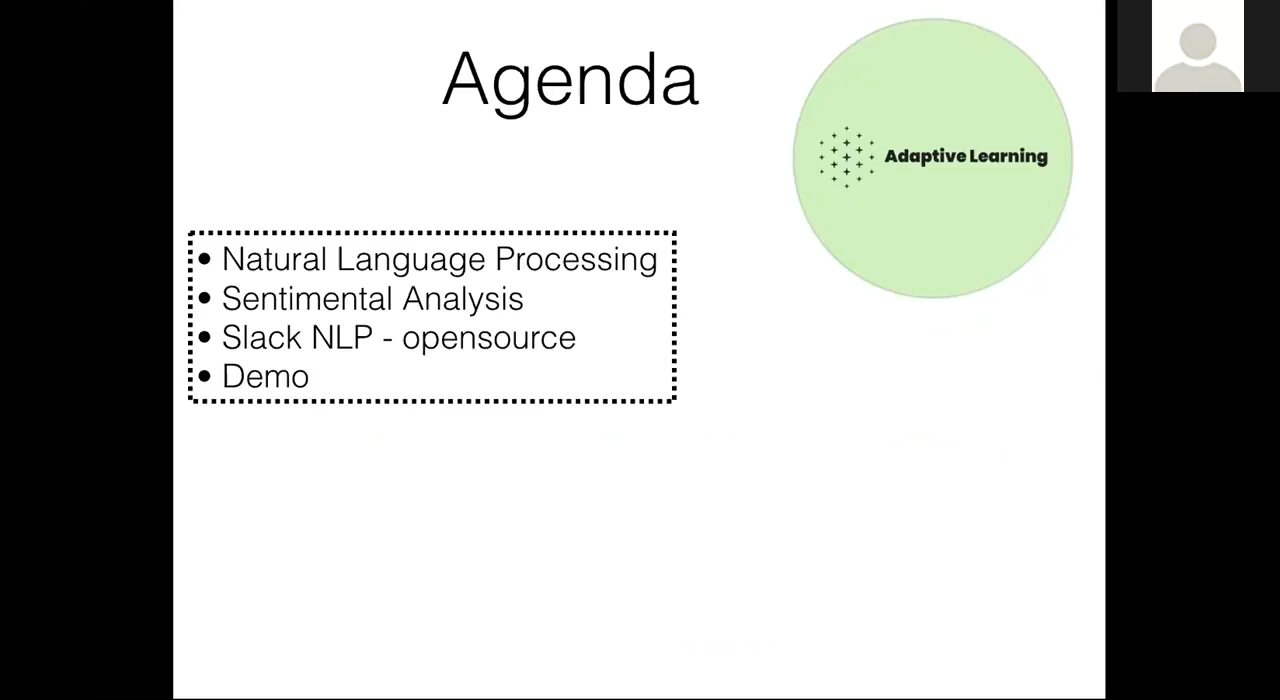 Agenda
Adaptive Learning
• Natural Language Processing
• Sentimental Analysis
• Slack NLP - opensource
• Demo